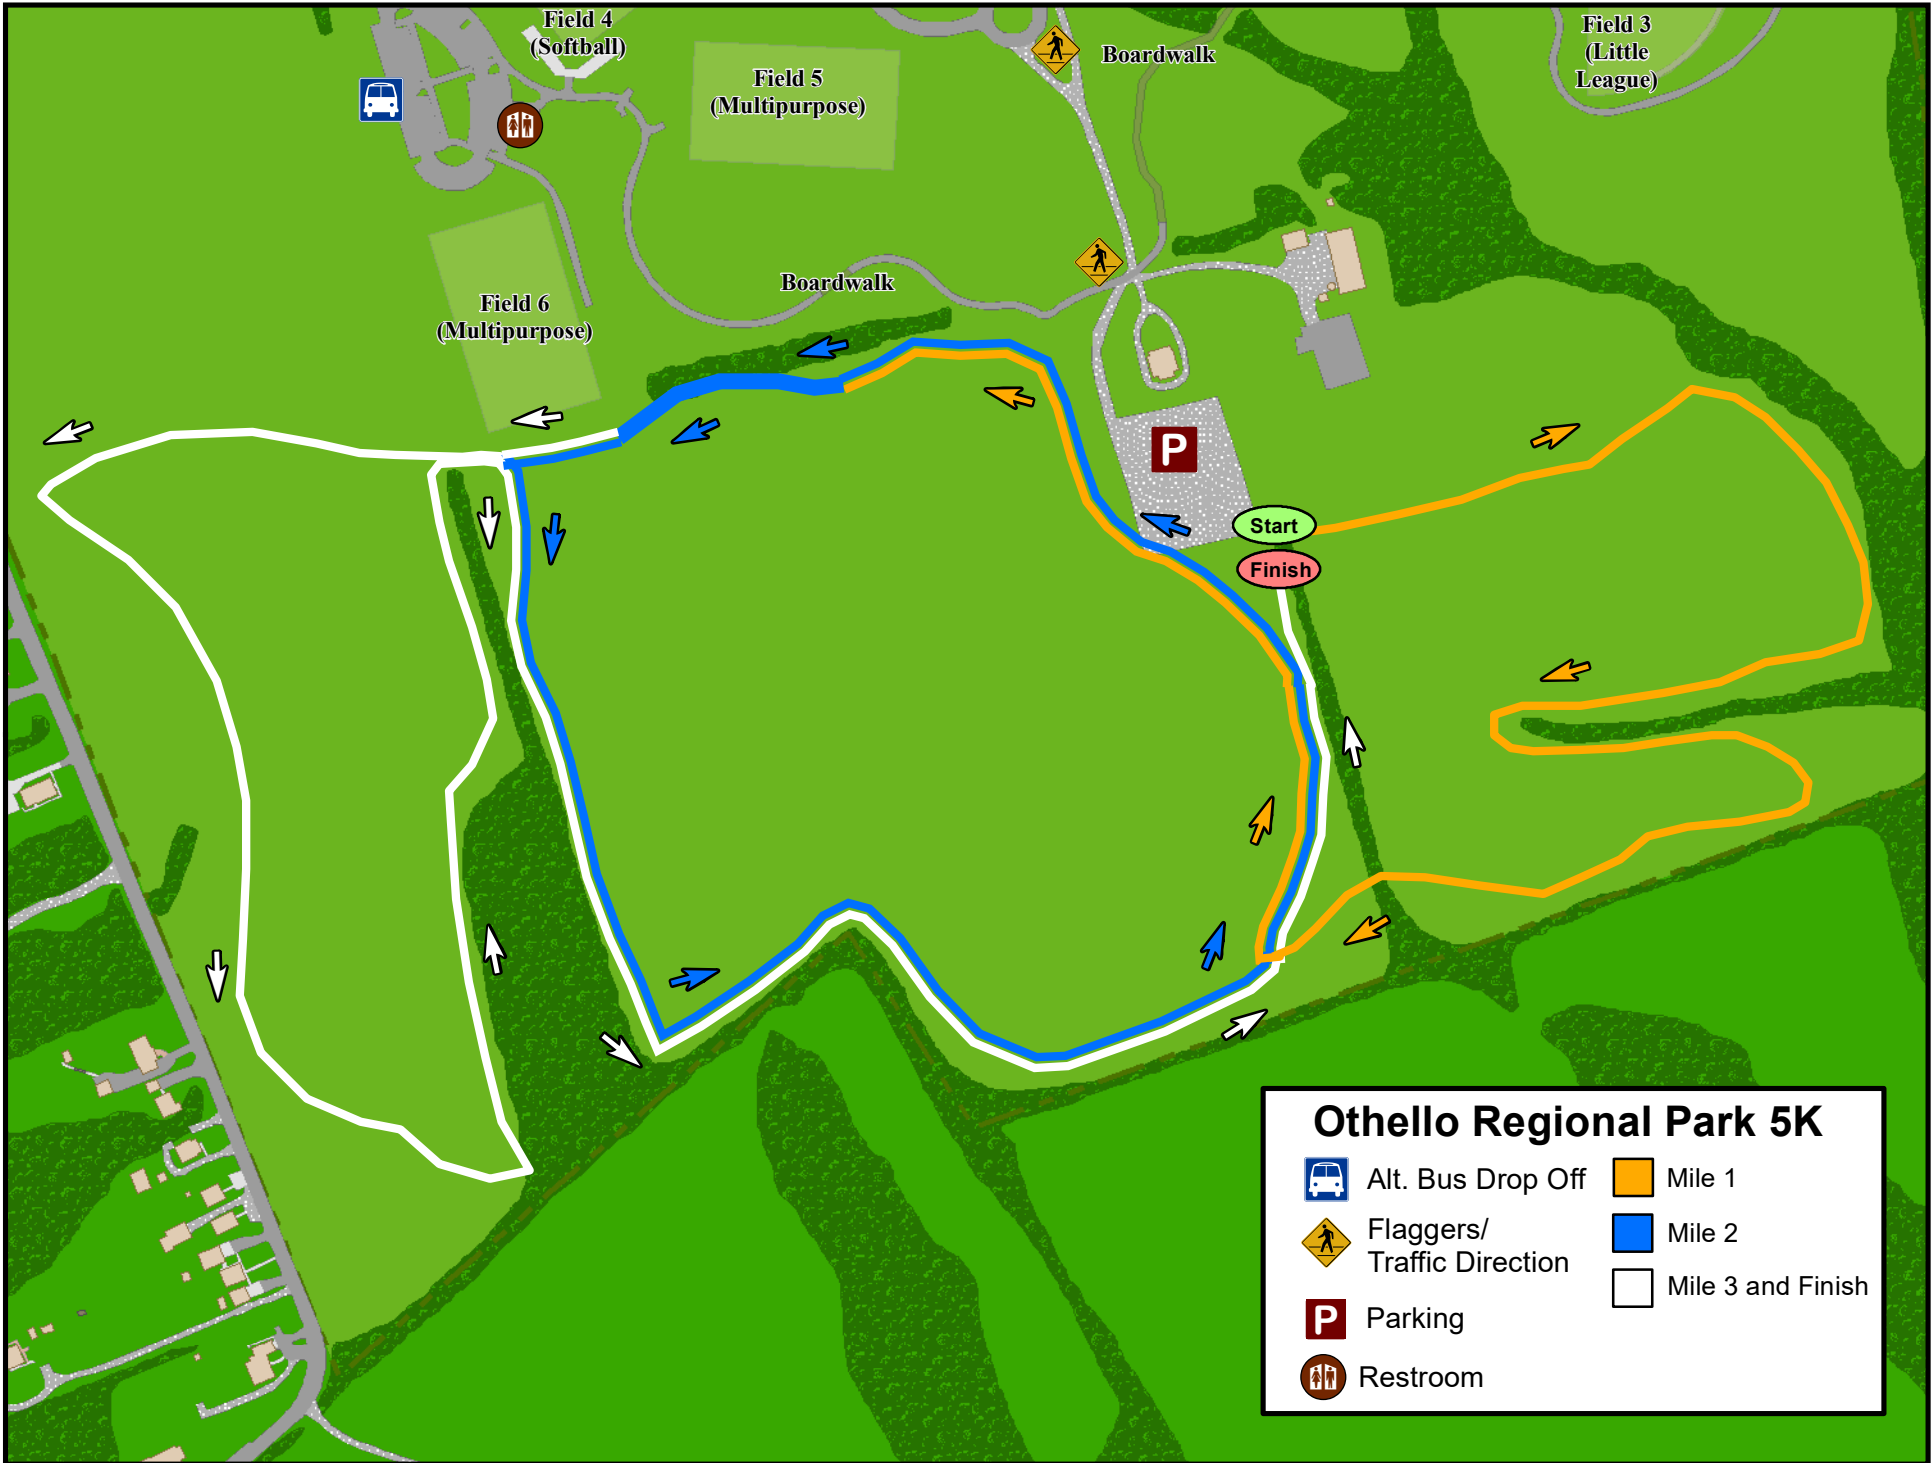 Field 4
(Softball)
Field 5
(Multipurpose)
Boardwalk
Field 3
(Little
League)
Boardwalk
Field 6
(Multipurpose)
P
Start
Finish
Othello Regional Park 5K
Alt. Bus Drop Off
Mile 1
Flaggers/
Traffic Direction
Mile 2
Mile 3 and Finish
P
Parking
Restroom